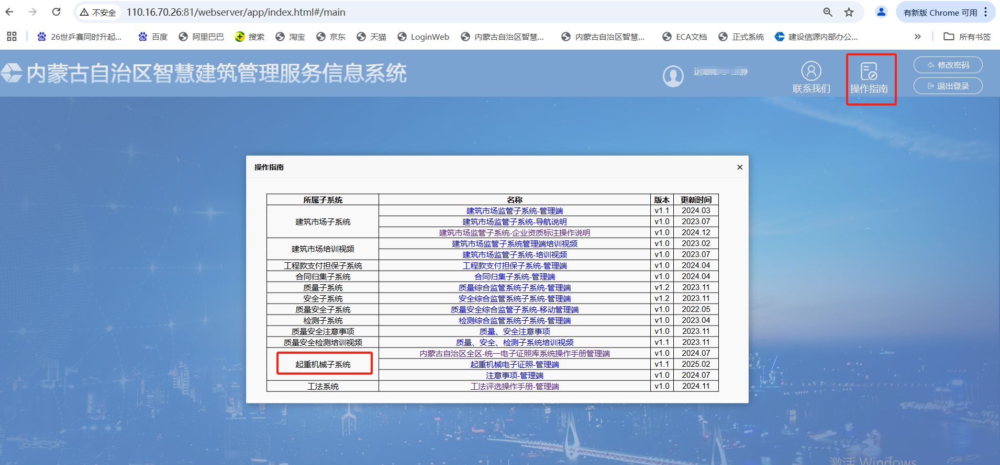 不安全 110.16.70.26:81/webserver/app/index.html#/main 有新版 Chrome 可用
26世乒赛同时升起... 百度 阿里巴巴 搜索 淘宝 京东 天猫 LoginWeb 内蒙古自治区智慧... 内蒙古自治区智慧... ECA文档 正式系统 建设信源内部办公... 所有书签
内蒙古自治区智慧建筑管理服务信息系统
联系我们
操作指南
修改密码
退出登录
操作指南
所属子系统 名称 版本 更新时间
建筑市场子系统
建筑市场监管子系统-管理端 v1.1 2024.03
建筑市场监管子系统-导航说明 v1.0 2023.07
建筑市场监管子系统-企业资质标注操作说明 v1.0 2024.12
建筑市场培训视频
建筑市场监管子系统管理端培训视频 v1.0 2023.02
建筑市场监管子系统-培训视频 v1.0 2023.07
工程款支付担保子系统 工程款支付担保子系统-管理端 v1.0 2024.04
合同归集子系统 合同归集子系统-管理端 v1.0 2024.04
质量子系统 质量综合监管系统子系统-管理端 v1.2 2023.11
安全子系统 安全综合监管系统子系统-管理端 v1.2 2023.11
质量安全子系统 质量安全综合监管子系统-移动管理端 v1.0 2022.05
检测子系统 检测综合监管系统子系统-管理端 v1.0 2023.04
质量安全注意事项 质量、安全注意事项 v1.0 2023.11
质量安全检测培训视频 质量、安全、检测子系统培训视频 v1.1 2023.11
起重机械子系统
内蒙古自治区全区-统一电子证照库系统操作手册管理端 v1.0 2024.07
起重机械电子证照-管理端 v1.1 2025.02
注意事项-管理端 v1.0 2024.07
工法系统 工法评选操作手册-管理端 v1.0 2024.11
激活 Windows